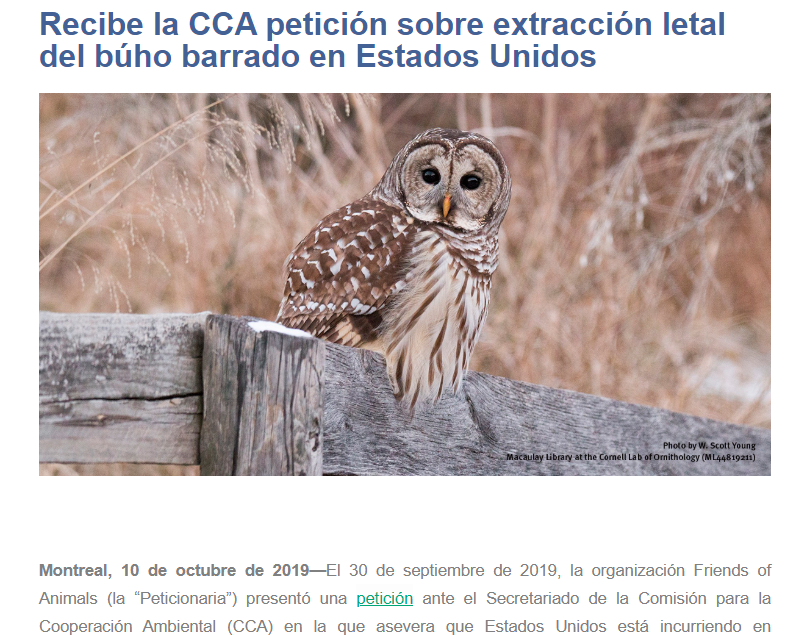 Recibe la CCA petición sobre extracción letal
del búho barrado en Estados Unidos
Photo by W. Scott Young
Macaulay Library at the Cornell Lab of Ornithology (ML44819211)
Montreal, 10 de octubre de 2019—El 30 de septiembre de 2019, la organización Friends of
Animals (la “Peticionaria”) presentó una petición ante el Secretariado de la Comisión para la
Cooperación Ambiental (CCA) en la que asevera que Estados Unidos está incurriendo en